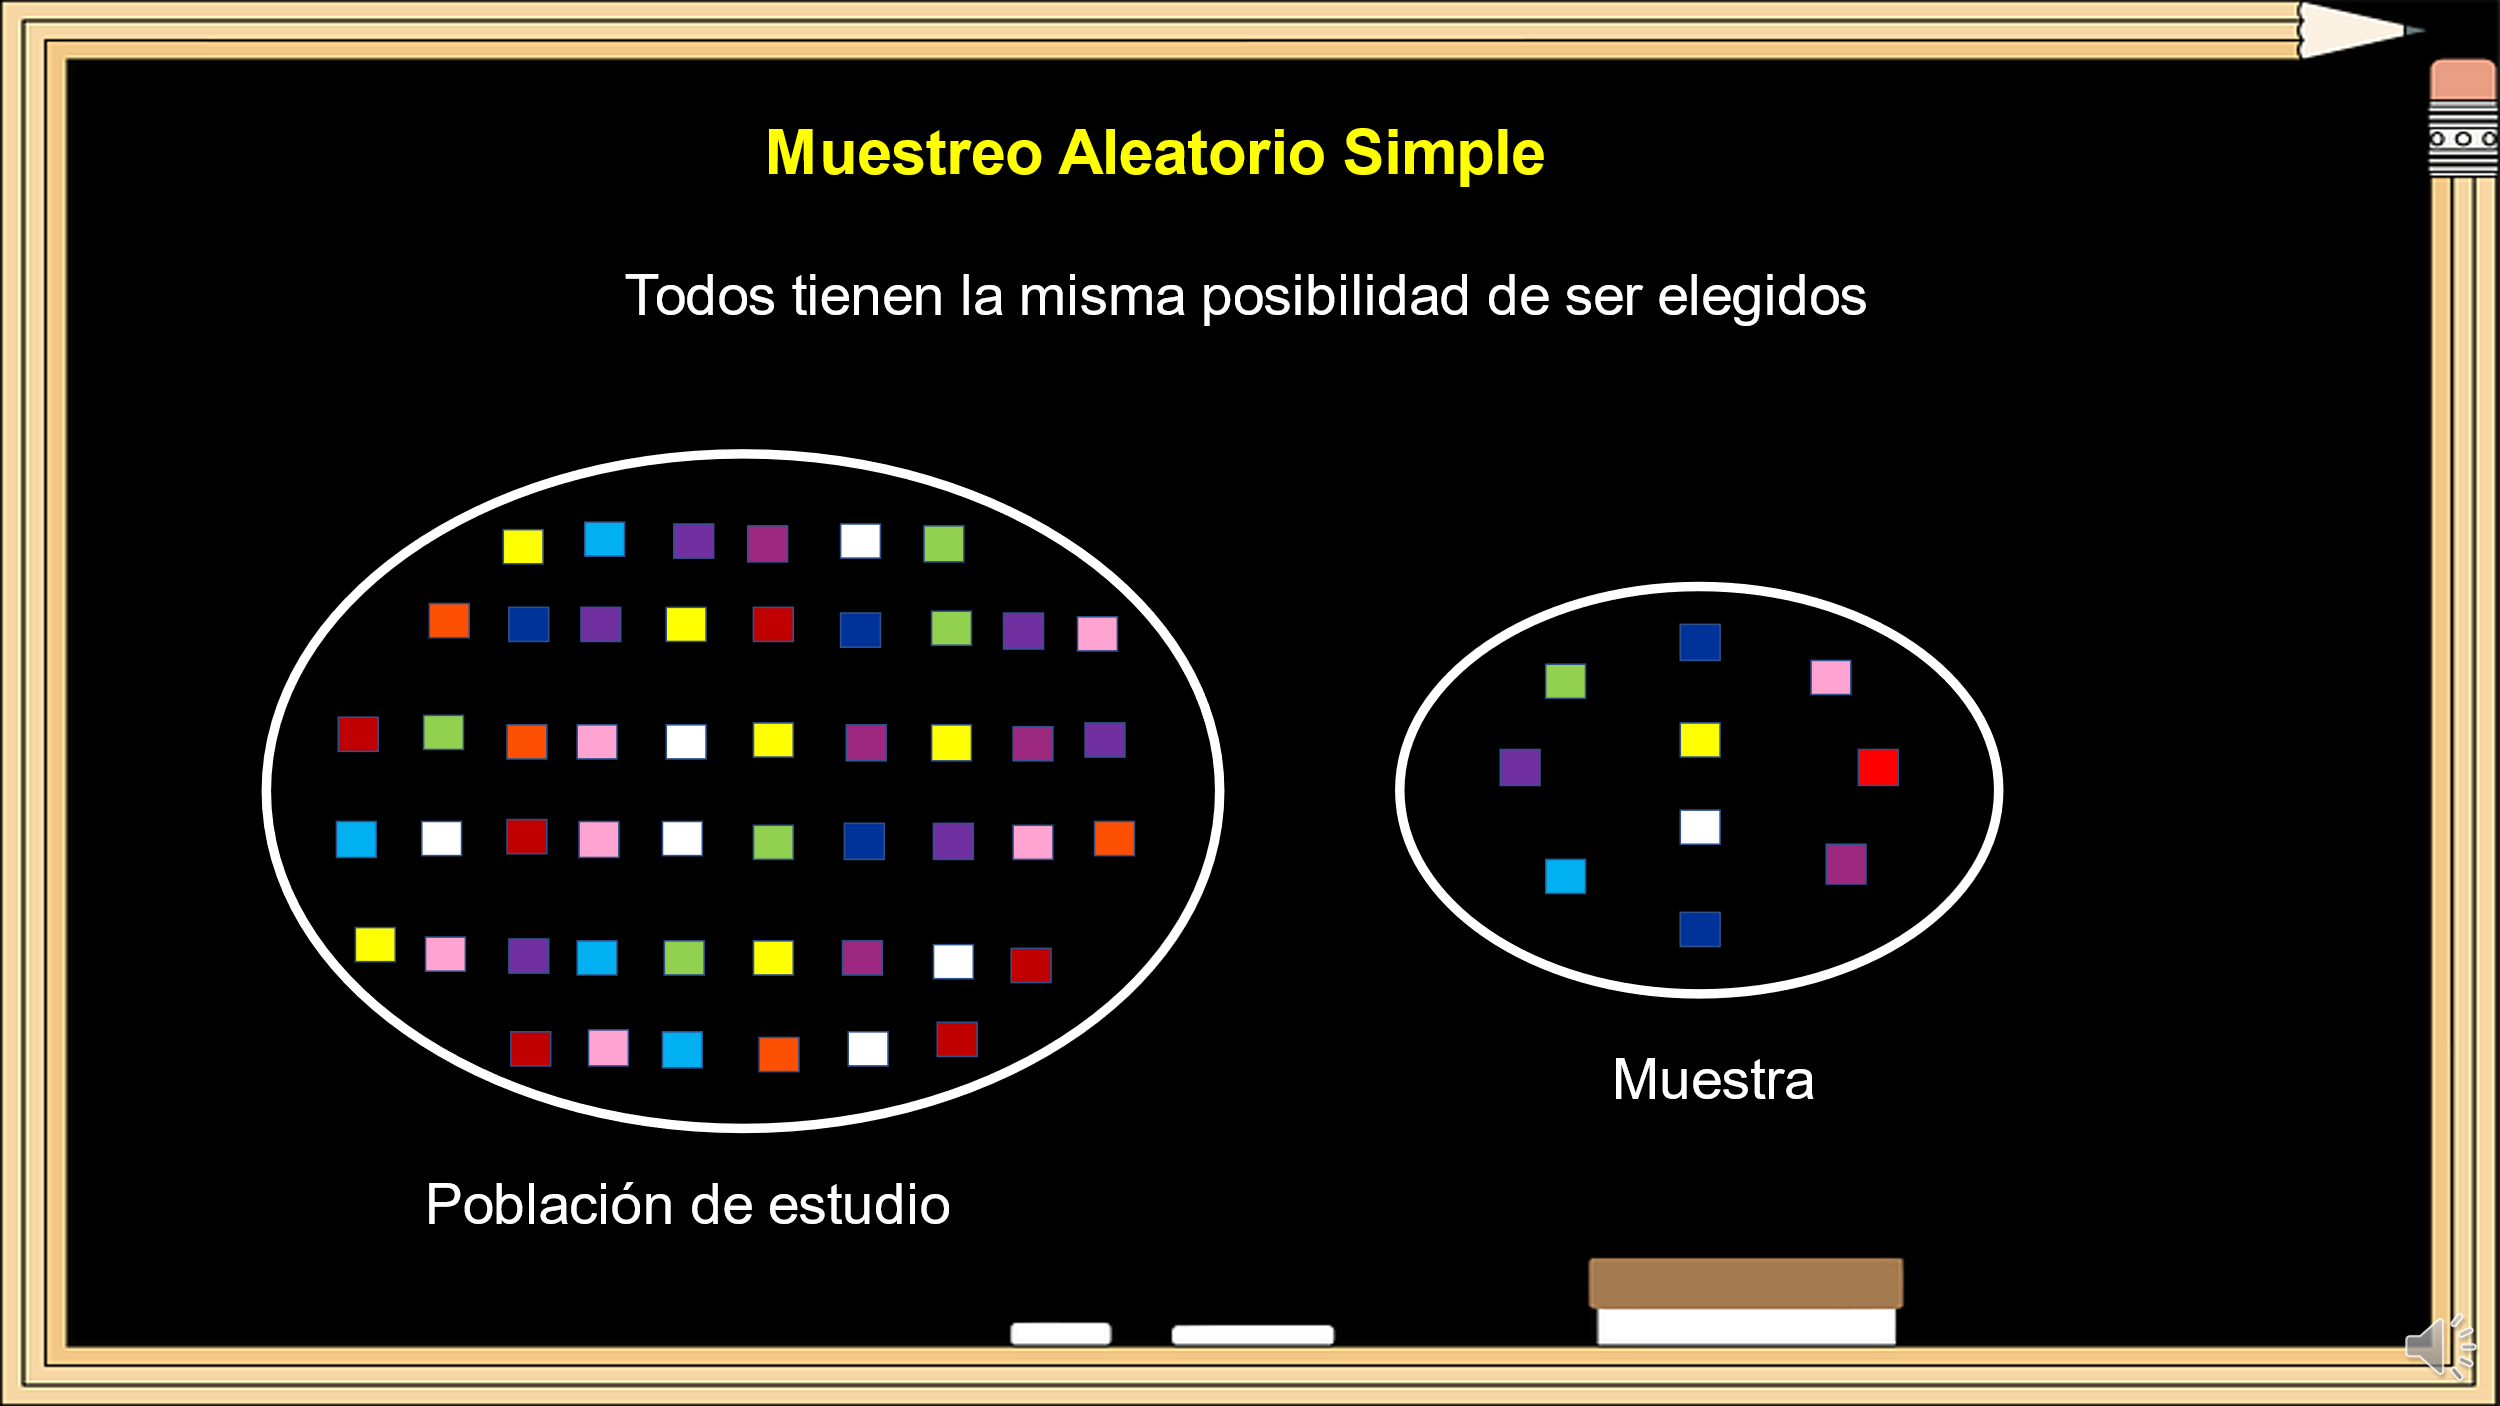 Muestreo Aleatorio Simple
Todos tienen la misma posibilidad de ser elegidos
Muestra
Población de estudio